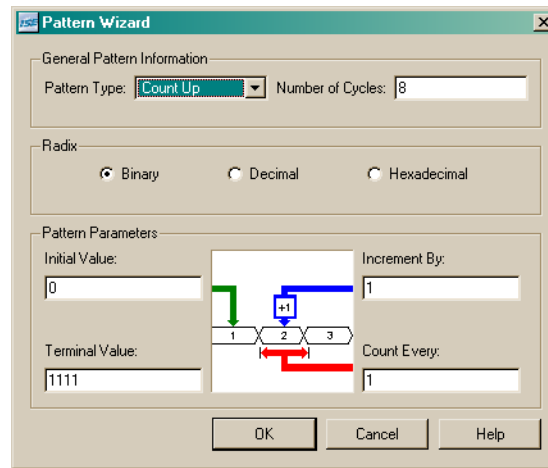 ISE Pattern Wizard
General Pattern Information
Pattern Type: Count Up Number of Cycles: 8
Radix
Binary Decimal Hexadecimal
Pattern Parameters
Initial Value: Increment By:
0 1
+1
1 2 3
Terminal Value: Count Every:
1111 1
OK Cancel Help